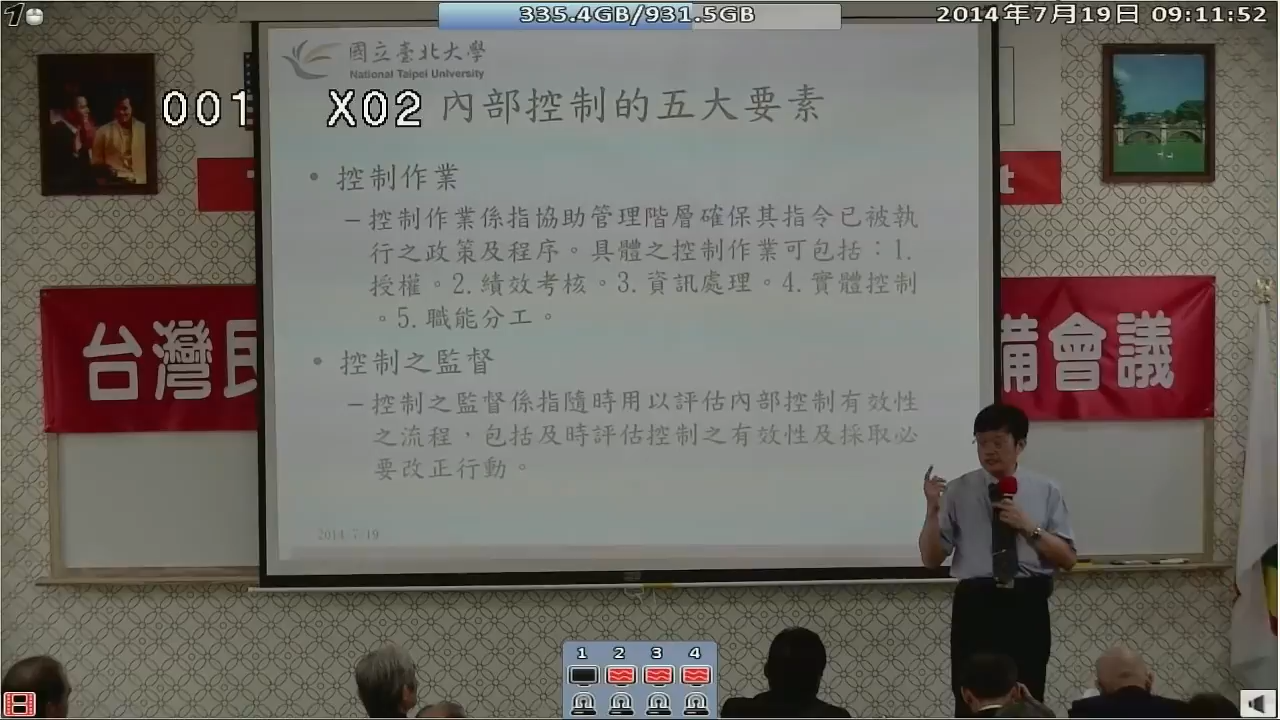 335.4GB/931.5GB
2014年7月19日 09:11:52
國立臺北大學
National Taipei University
001
X02
內部控制的五大要素
• 控制作業
–控制作業係指協助管理階層確保其指令已被執
行之政策及程序。具體之控制作業可包括：1.
授權。2.績效考核。3.資訊處理。4.實體控制
。5.職能分工。
• 控制之監督
–控制之監督係指隨時用以評估內部控制有效性
之流程，包括及時評估控制之有效性及採取必
要改正行動。
2014/7/19
t
台灣民
備會議
1 2 3 4